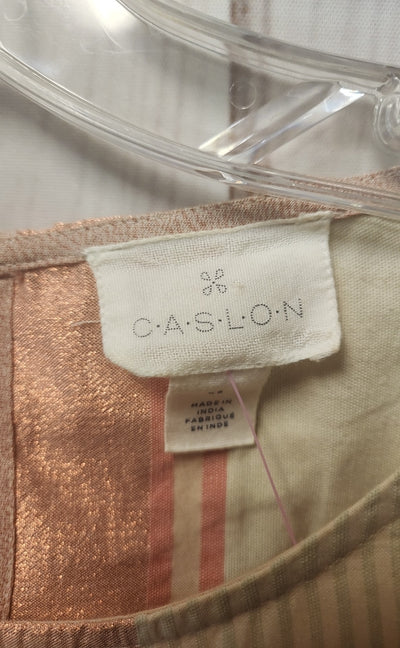 C·A·S·L·O·N
MADE IN
INDIA
FABRIQUÉ
EN INDE